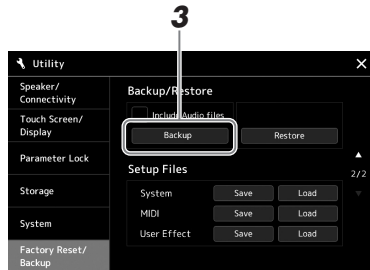 3
Utility
Speaker/
Connectivity
Touch Screen/
Display
Parameter Lock
Storage
System
Factory Reset/
Backup
Backup/Restore
Include Audio files
Backup Restore
2/2
Setup Files
System Save Load
MIDI Save Load
User Effect Save Load